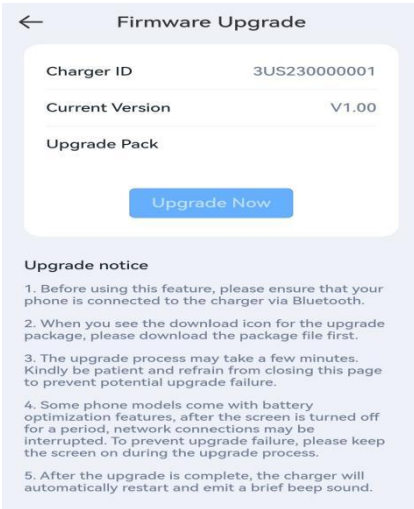 Firmware Upgrade
Charger ID 3US230000001
Current Version V1.00
Upgrade Pack
Upgrade Now
Upgrade notice
1. Before using this feature, please ensure that your
phone is connected to the charger via Bluetooth.
2. When you see the download icon for the upgrade
package, please download the package file first.
3. The upgrade process may take a few minutes.
Kindly be patient and refrain from closing this page
to prevent potential upgrade failure.
4. Some phone models come with battery
optimization features, after the screen is turned off
for a period, network connections may be
interrupted. To prevent upgrade failure, please keep
the screen on during the upgrade process.
5. After the upgrade is complete, the charger will
automatically restart and emit a brief beep sound.